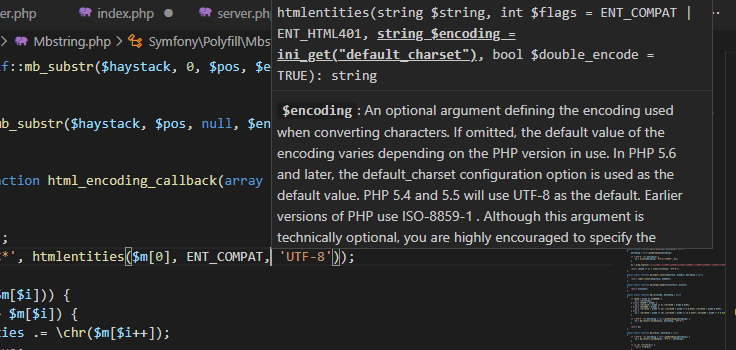 er.php index.php server.php
Mbstring.php Symfony\Polyfill\Mbst
htmlentities(string $string, int $flags = ENT_COMPAT |
ENT_HTML401, string $encoding =
ini_get("default_charset"), bool $double_encode =
TRUE): string
$encoding : An optional argument defining the encoding used
when converting characters. If omitted, the default value of the
encoding varies depending on the PHP version in use. In PHP 5.6
and later, the default_charset configuration option is used as the
default value. PHP 5.4 and 5.5 will use UTF-8 as the default. Earlier
versions of PHP use ISO-8859-1 . Although this argument is
technically optional, you are highly encouraged to specify the
f::mb_substr($haystack, 0, $pos, $e
mb_substr($haystack, $pos, null, $en
nction html_encoding_callback(array
;
*', htmlentities($m[0], ENT_COMPAT, 'UTF-8'));
$m[$i])) {
$m[$i]) {
ties .= \chr($m[$i++]);